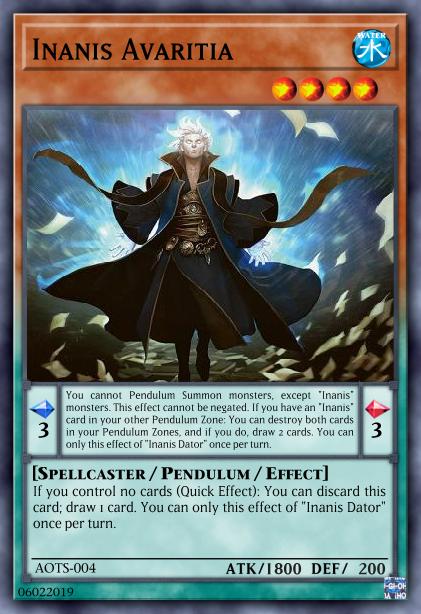 Inanis Avaritia
WATER
水
You cannot Pendulum Summon monsters, except "Inanis"
monsters. This effect cannot be negated. If you have an "Inanis"
card in your other Pendulum Zone: You can destroy both cards
in your Pendulum Zones, and if you do, draw 2 cards. You can
only this effect of "Inanis Dator" once per turn.
3
3
[Spellcaster / Pendulum / Effect]
If you control no cards (Quick Effect): You can discard this
card; draw 1 card. You can only this effect of "Inanis Dator"
once per turn.
AOTS-004
ATK/1800 DEF/ 200
06022019